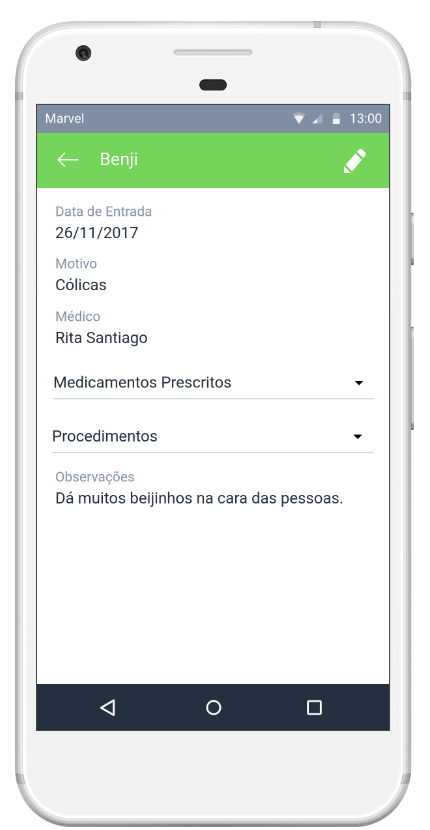 Marvel 13:00
Benji
Data de Entrada
26/11/2017
Motivo
Cólicas
Médico
Rita Santiago
Medicamentos Prescritos
Procedimentos
Observações
Dá muitos beijinhos na cara das pessoas.